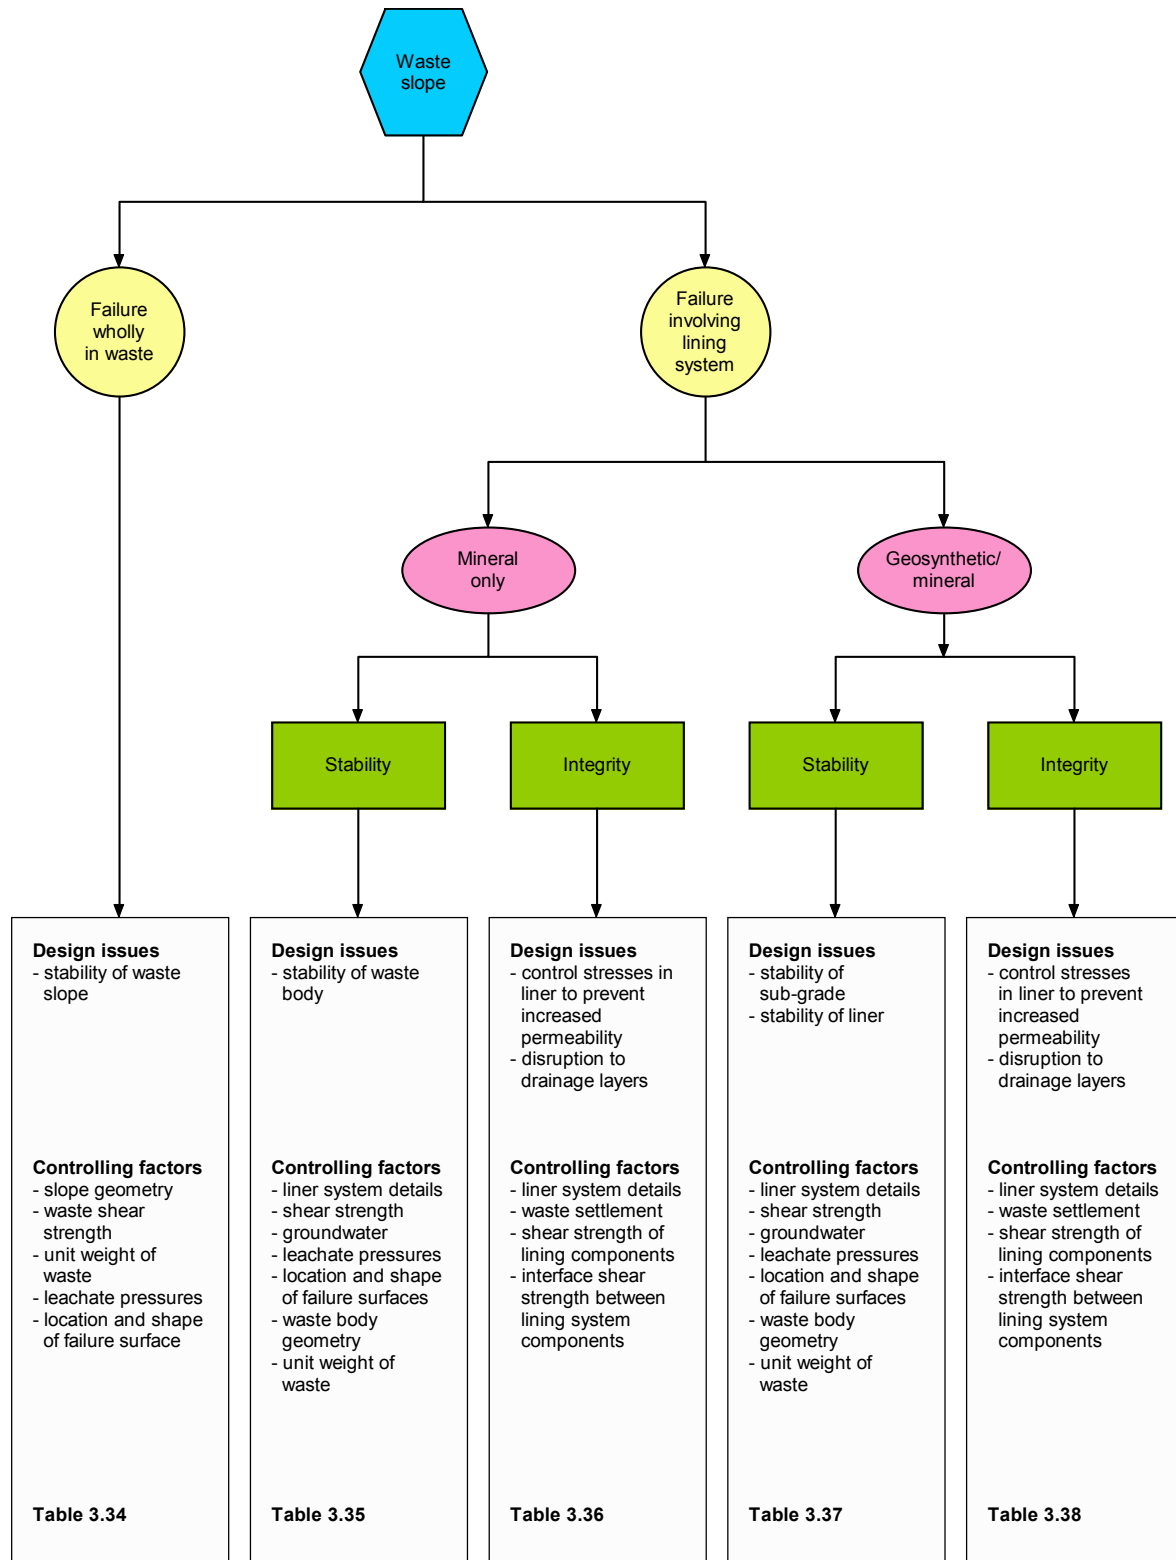 Waste
slope
Failure
wholly
in waste
Failure
involving
lining
system
Mineral
only
Geosynthetic/
mineral
Stability
Integrity
Stability
Integrity
Design issues
- stability of waste
slope
Controlling factors
- slope geometry
- waste shear
strength
- unit weight of
waste
- leachate pressures
- location and shape
of failure surface
Table 3.34
Design issues
- stability of waste
body
Controlling factors
- liner system details
- shear strength
- groundwater
- leachate pressures
- location and shape
of failure surfaces
- waste body
geometry
- unit weight of
waste
Table 3.35
Design issues
- control stresses in
liner to prevent
increased
permeability
- disruption to
drainage layers
Controlling factors
- liner system details
- waste settlement
- shear strength of
lining components
- interface shear
strength between
lining system
components
Table 3.36
Design issues
- stability of
sub-grade
- stability of liner
Controlling factors
- liner system details
- shear strength
- groundwater
- leachate pressures
- location and shape
of failure surfaces
- waste body
geometry
- unit weight of
waste
Table 3.37
Design issues
- control stresses
in liner to prevent
increased
permeability
- disruption to
drainage layers
Controlling factors
- liner system details
- waste settlement
- shear strength of
lining components
- interface shear
strength between
lining system
components
Table 3.38